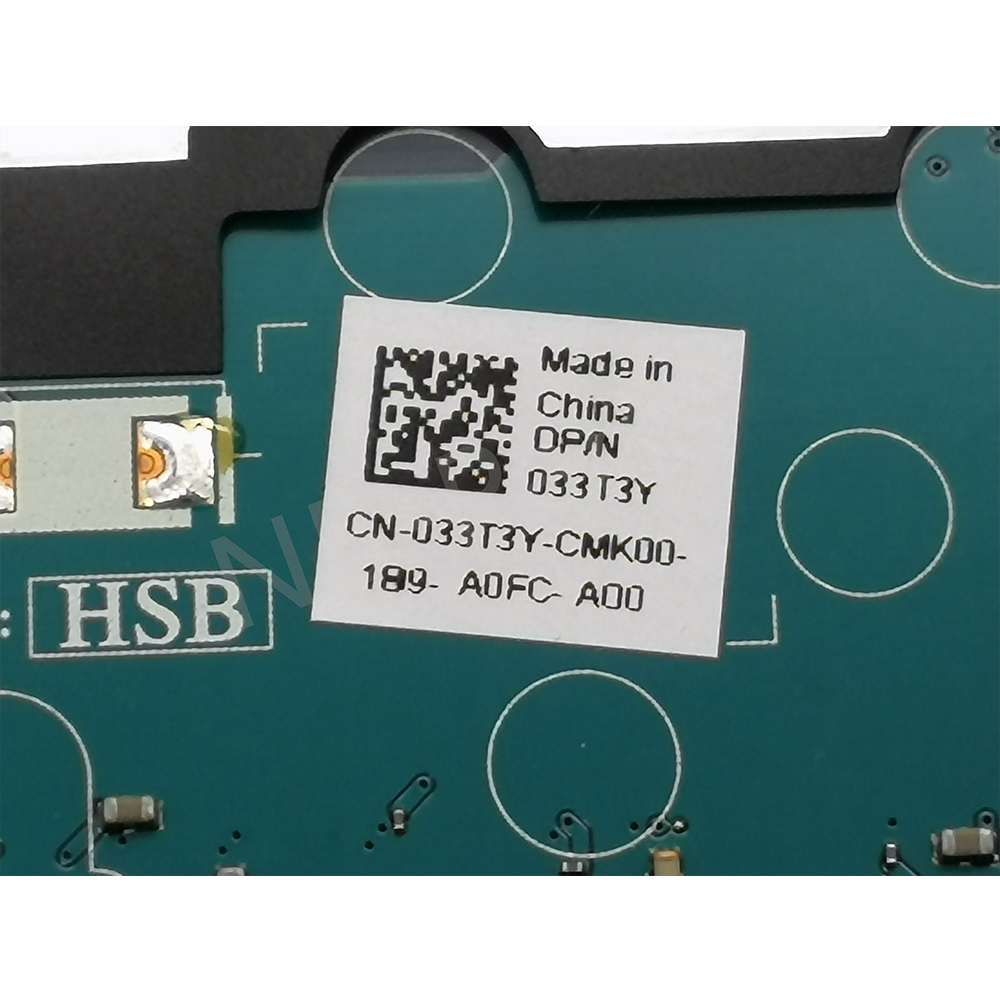 Made in
China
DP/N
033T3Y
CN-033T3Y-CMK00-
189- A0FC- A00
: HSB